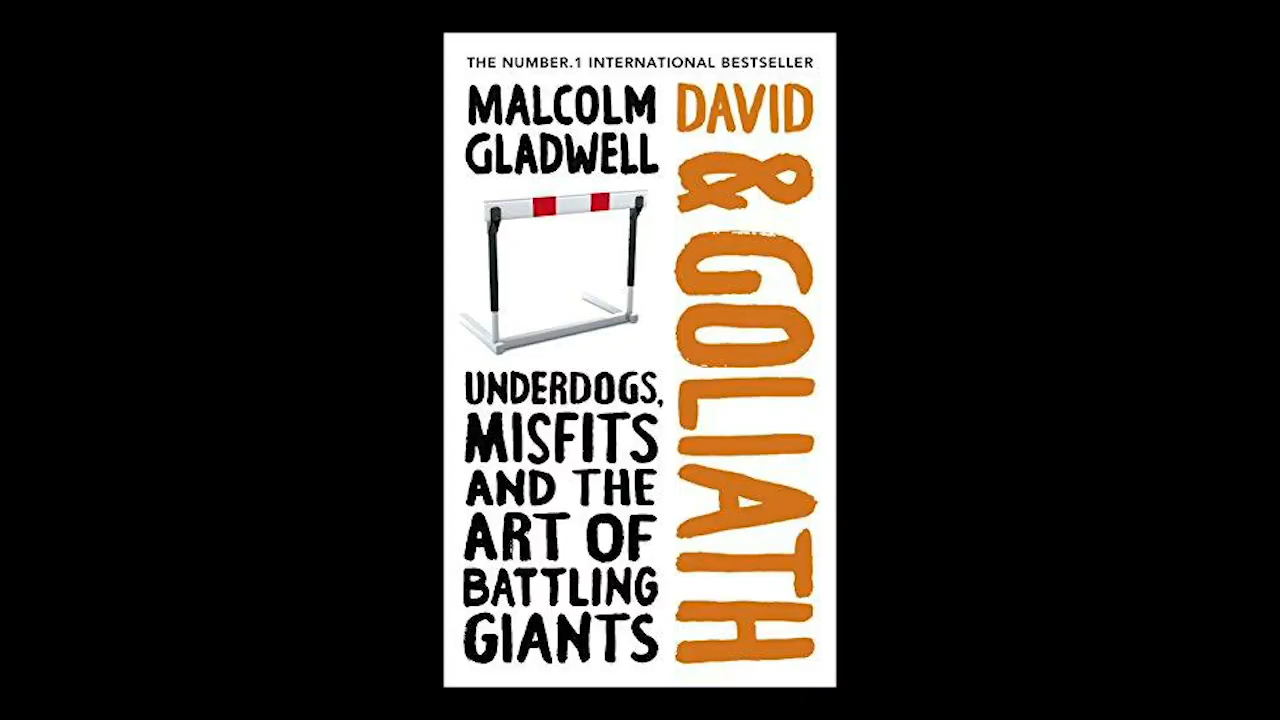 THE NUMBER.1 INTERNATIONAL BESTSELLER
MALCOLM
GLADWELL
DAVID
& GOLIATH
UNDERDOGS,
MISFITS
AND THE
ART OF
BATTLING
GIANTS